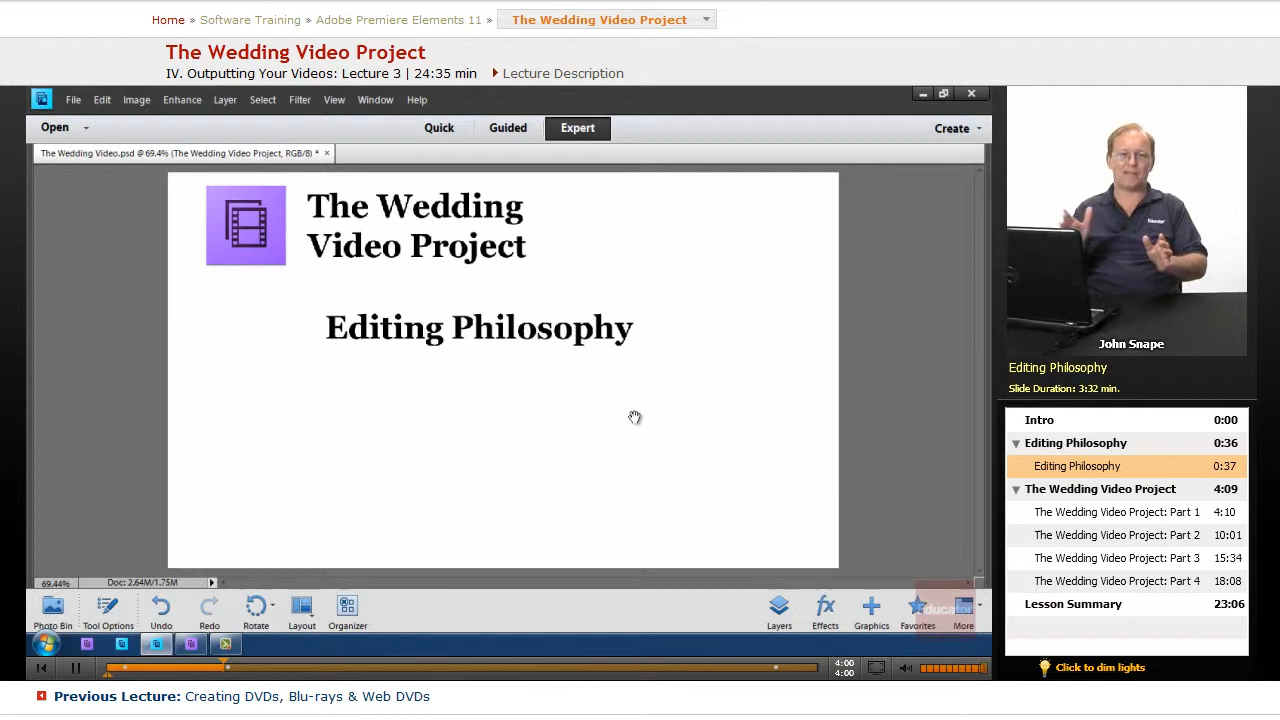 Home » Software Training » Adobe Premiere Elements 11 » The Wedding Video Project
The Wedding Video Project
IV. Outputting Your Videos: Lecture 3 | 24:35 min Lecture Description
File Edit Image Enhance Layer Select Filter View Window Help
Open Quick Guided Expert Create
The Wedding Video.psd @ 69.4% (The Wedding Video Project, RGB/8) * ×
The Wedding
Video Project
Editing Philosophy
69.44% Doc: 2.64M/1.75M
Photo Bin Tool Options Undo Redo Rotate Layout Organizer Layers Effects Graphics Favorites More
educator
4:00
4:00
Educator
John Snape
Editing Philosophy
Slide Duration: 3:32 min.
Intro 0:00
Editing Philosophy 0:36
Editing Philosophy 0:37
The Wedding Video Project 4:09
The Wedding Video Project: Part 1 4:10
The Wedding Video Project: Part 2 10:01
The Wedding Video Project: Part 3 15:34
The Wedding Video Project: Part 4 18:08
Lesson Summary 23:06
Click to dim lights
Previous Lecture: Creating DVDs, Blu-rays & Web DVDs